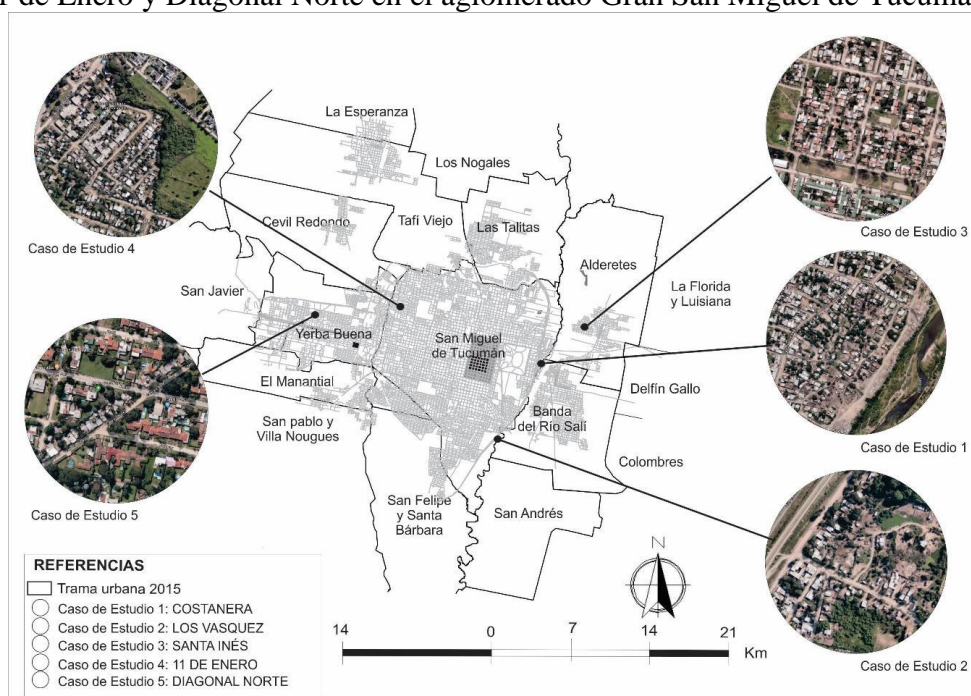 de Enero y Diagonal Norte en el aglomerado Gran San Miguel de
La Esperanza
Los Nogales
Cevil Redondo
Tafí Viejo
Las Talitas
Alderetes
Caso de Estudio 4
Caso de Estudio 3
San Javier
La Florida
y Luisiana
Yerba Buena
San Miguel
de Tucumán
El Manantial
Delfín Gallo
San pablo y
Villa Nougues
Banda
del Río Salí
Caso de Estudio 1
Colombres
Caso de Estudio 5
San Felipe
y Santa
Bárbara
San Andrés
REFERENCIAS
Trama urbana 2015
Caso de Estudio 1: COSTANERA
Caso de Estudio 2: LOS VASQUEZ
Caso de Estudio 3: SANTA INÉS
Caso de Estudio 4: 11 DE ENERO
Caso de Estudio 5: DIAGONAL NORTE
N
14 0 7 14 21
Km
Caso de Estudio 2